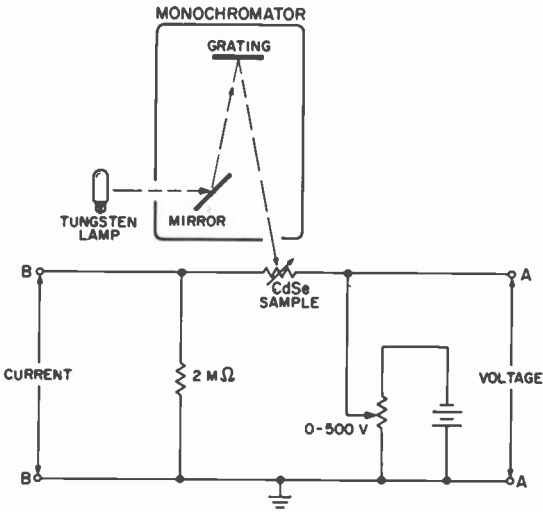 MONOCHROMATOR
GRATING
TUNGSTEN
LAMP
MIRROR
B
CdSe
SAMPLE
A
CURRENT
2 MΩ
0-500 V
VOLTAGE
B
A